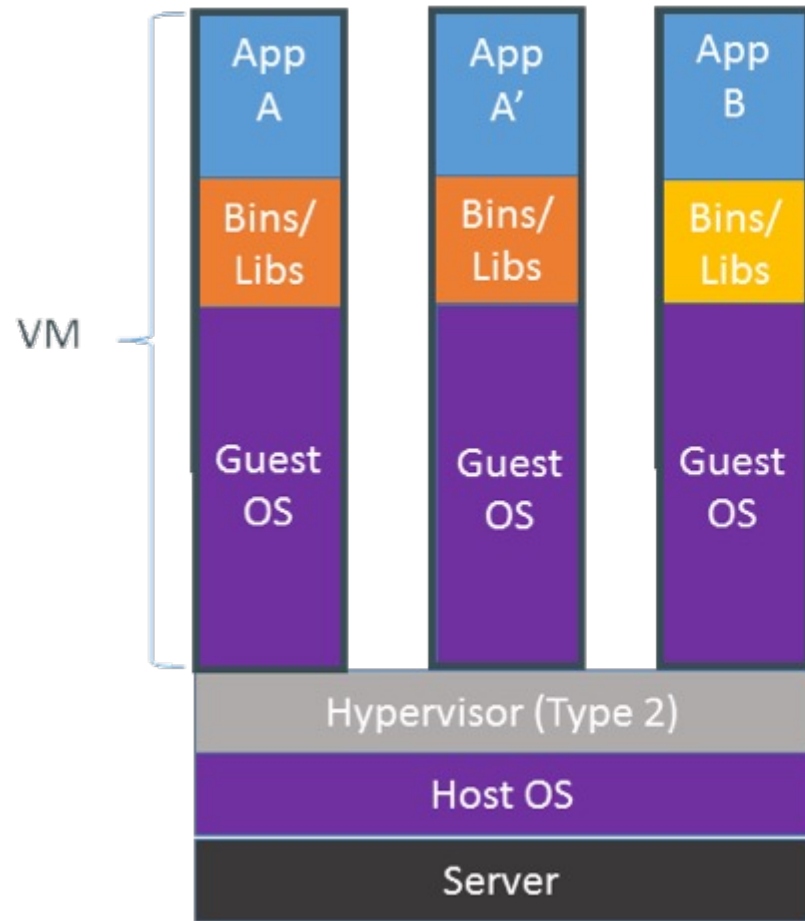 App
A
App
A’
App
B
Bins/
Libs
Bins/
Libs
Bins/
Libs
VM
Guest
OS
Guest
OS
Guest
OS
Hypervisor (Type 2)
Host OS
Server